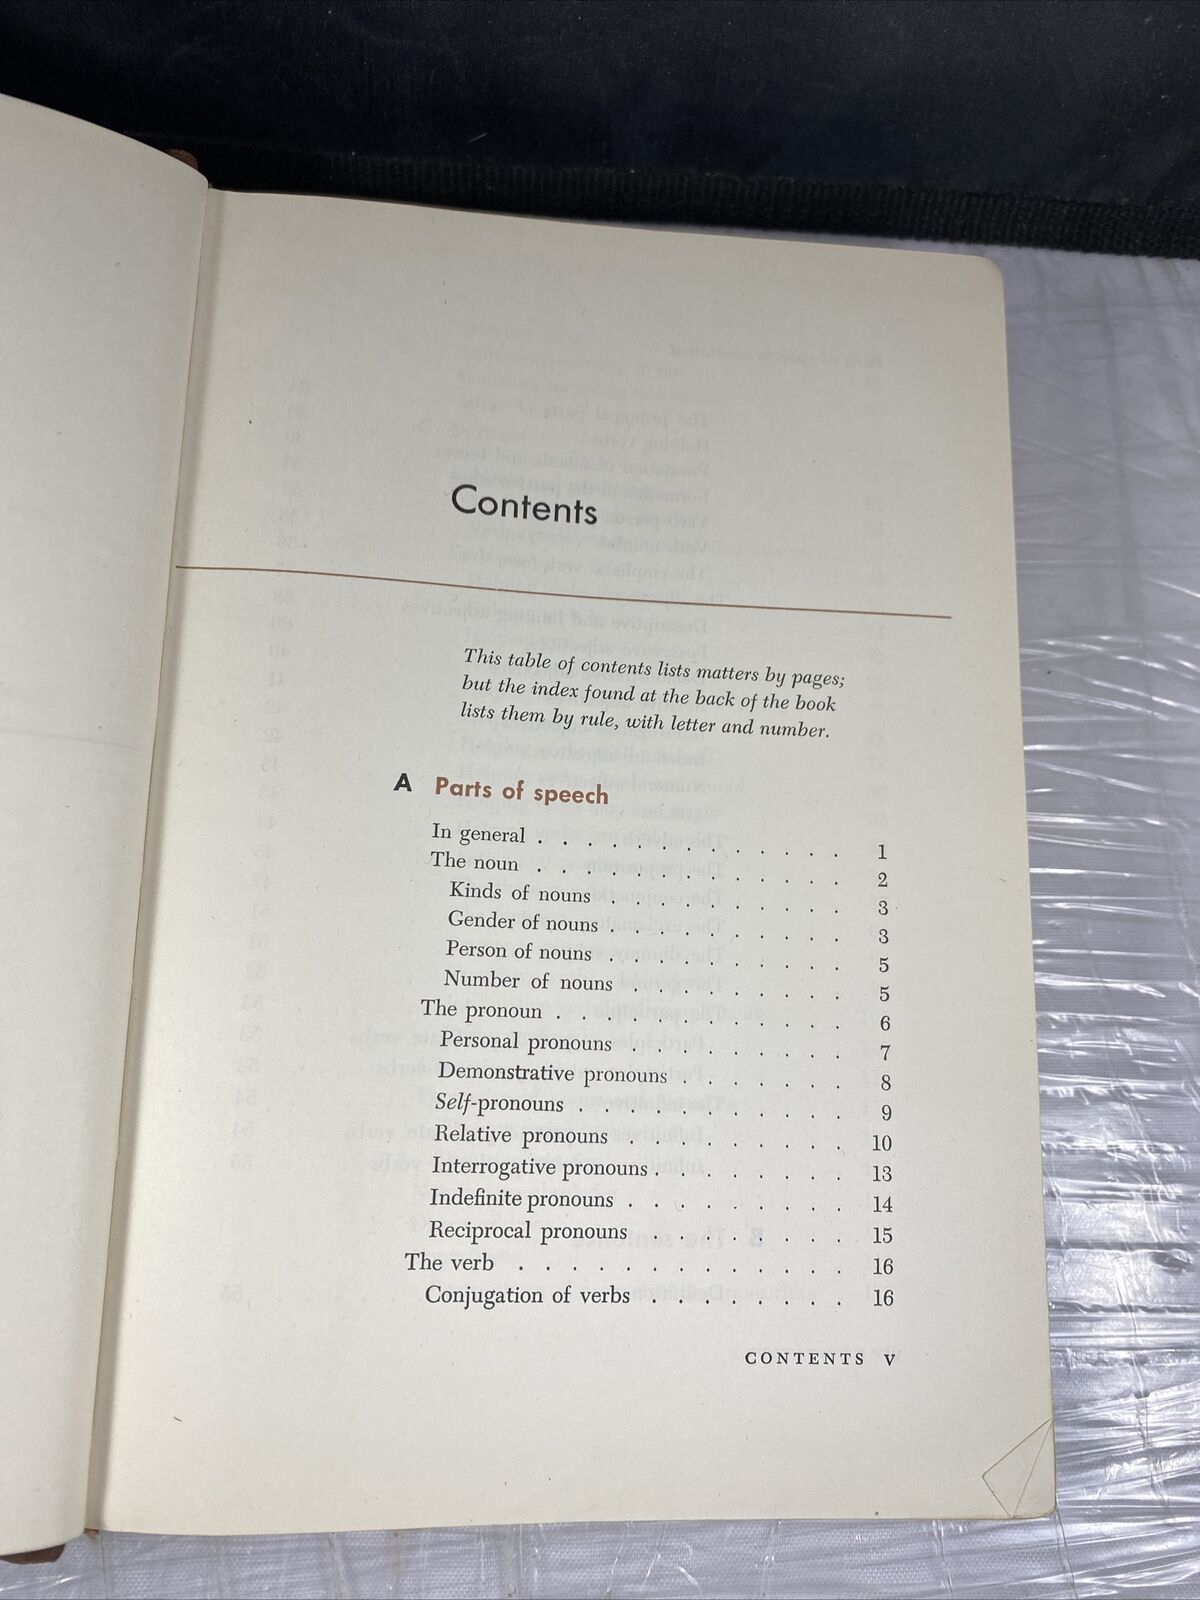 Contents
This table of contents lists matters by pages;
but the index found at the back of the book
lists them by rule, with letter and number.
A Parts of speech
In general . . . . . . . . . . . . . 1
The noun . . . . . . . . . . . . . 2
Kinds of nouns . . . . . . . . . . 3
Gender of nouns . . . . . . . . . . 3
Person of nouns . . . . . . . . . . 5
Number of nouns . . . . . . . . . 5
The pronoun . . . . . . . . . . . . 6
Personal pronouns . . . . . . . . . 7
Demonstrative pronouns . . . . . . . 8
Self-pronouns . . . . . . . . . . . 9
Relative pronouns . . . . . . . . . 10
Interrogative pronouns . . . . . . . . 13
Indefinite pronouns . . . . . . . . . 14
Reciprocal pronouns . . . . . . . . 15
The verb . . . . . . . . . . . . . 16
Conjugation of verbs . . . . . . . . 16
CONTENTS V